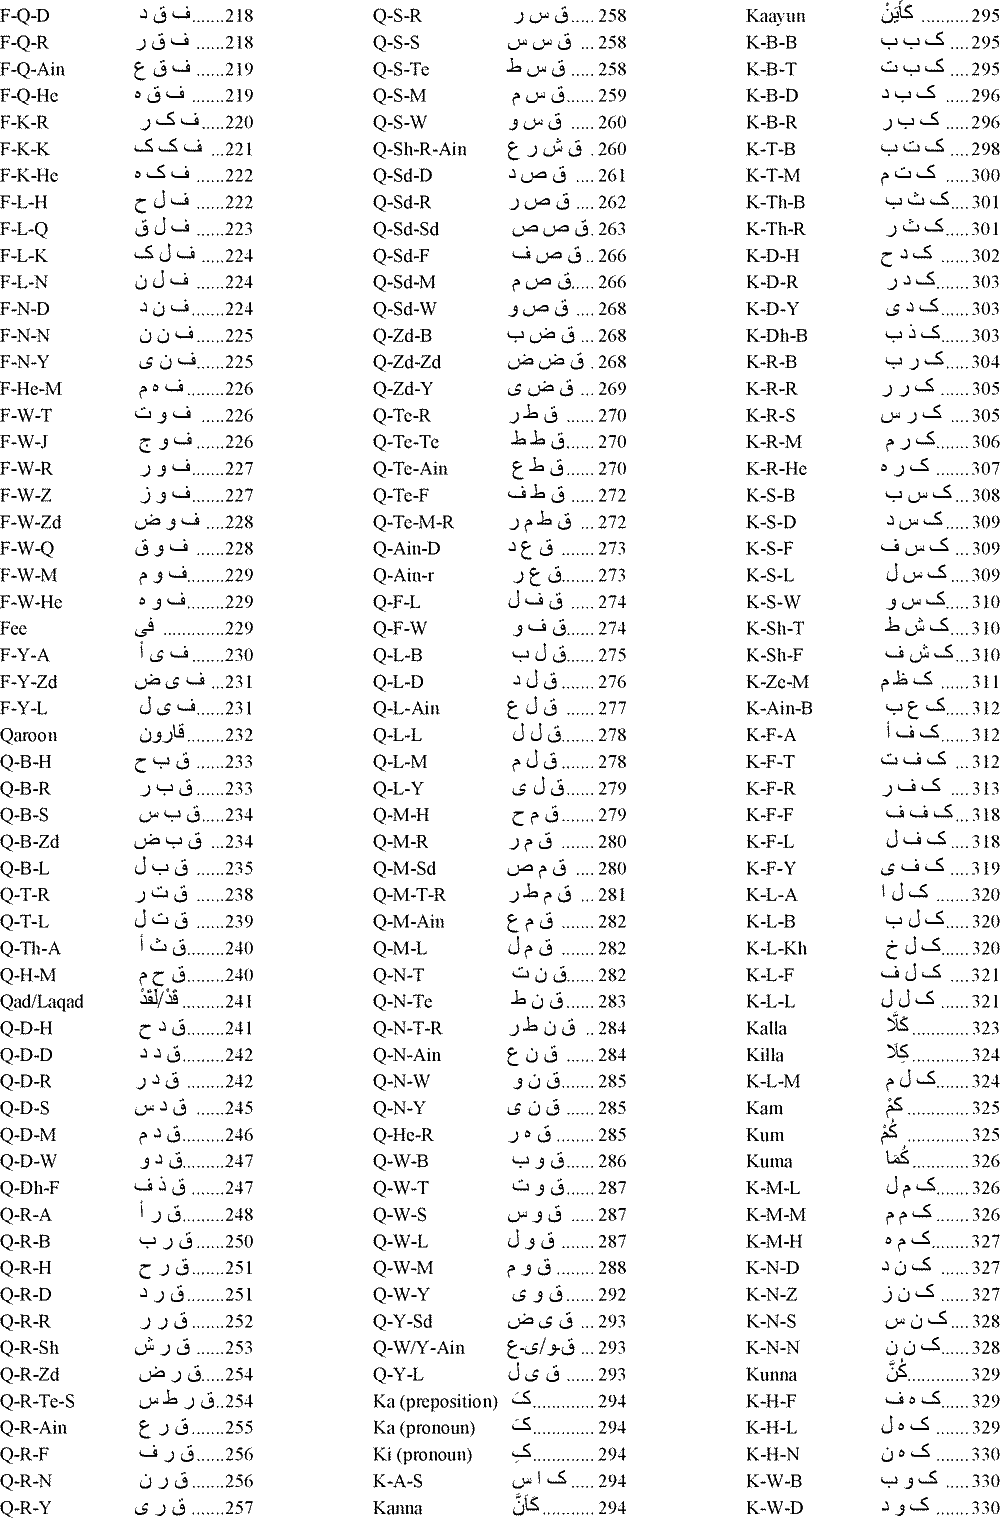 F-Q-D ف ق د ......218
F-Q-R ف ق ر ......218
F-Q-Ain ف ق ع ......219
F-Q-He ف ق ه .......219
F-K-R ف ک ر.....220
F-K-K ف ک ک ...221
F-K-He ف ک ه ......222
F-L-H ف ل ح .......222
F-L-Q ف ل ق ......223
F-L-K ف ل ک .....224
F-L-N ف ل ن ......224
F-N-D ف ن د .......224
F-N-N ف ن ن ......225
F-N-Y ف ن ی ......225
F-He-M ف ه م.......226
F-W-T ف و ت ......226
F-W-J ف و ج .......226
F-W-R ف و ر........227
F-W-Z ف و ز........227
F-W-Zd ف و ض ....228
F-W-Q ف و ق ......228
F-W-M ف و م .......229
F-W-He ف و ه ........229
Fee فی ............229
F-Y-A ف ی أ ........230
F-Y-Zd ف ی ض ...231
F-Y-L ف ی ل......231
Qaroon قارون.........232
Q-B-H ق ب ح ......233
Q-B-R ق ب ر........233
Q-B-S ق ب س .....234
Q-B-Zd ق ب ض ....234
Q-B-L ق ب ل ......235
Q-T-R ق ت ر ......238
Q-T-L ق ت ل ......239
Q-Th-A ق ث أ .......240
Q-H-M ق ح م.......240
Qad/Laqad قَدْ/لَقَدْ .........241
Q-D-H ق د ح.......241
Q-D-D ق د د ........242
Q-D-R ق د ر ........242
Q-D-S ق د س ......245
Q-D-M ق د م .......246
Q-D-W ق د و ........247
Q-Dh-F ق ذ ف ......247
Q-R-A ق ر أ ........248
Q-R-B ق ر ب......250
Q-R-H ق ر ح.......251
Q-R-D ق ر د........251
Q-R-R ق ر ر........252
Q-R-Sh ق ر ش ......253
Q-R-Zd ق ر ض.....254
Q-R-Te-S ق ر ط س ...254
Q-R-Ain ق ر ع .......255
Q-R-F ق ر ف......256
Q-R-N ق ر ن .......256
Q-R-Y ق ر ی .......257
Q-S-R ق س ر ...... 258
Q-S-S ق س س ... 258
Q-S-Te ق س ط .... 258
Q-S-M ق س م...... 259
Q-S-W ق س و ..... 260
Q-Sh-R-Ain ق ش ر ع . 260
Q-Sd-D ق ص د .... 261
Q-Sd-R ق ص ر .... 262
Q-Sd-Sd ق ص ص. 263
Q-Sd-F ق ص ف .. 266
Q-Sd-M ق ص م..... 266
Q-Sd-W ق ص و .... 268
Q-Zd-B ق ض ب ... 268
Q-Zd-Zd ق ض ض . 268
Q-Zd-Y ق ض ی ... 269
Q-Te-R ق ط ر ..... 270
Q-Te-Te ق ط ط..... 270
Q-Te-Ain ق ط ع ..... 270
Q-Te-F ق ط ف .... 272
Q-Te-M-R ق ط م ر .... 272
Q-Ain-D ق ع د ...... 273
Q-Ain-r ق ع ر....... 273
Q-F-L ق ف ل ..... 274
Q-F-W ق ف و ...... 274
Q-L-B ق ل ب...... 275
Q-L-D ق ل د ....... 276
Q-L-Ain ق ل ع ...... 277
Q-L-L ق ل ل....... 278
Q-L-M ق ل م ....... 278
Q-L-Y ق ل ی ...... 279
Q-M-H ق م ح....... 279
Q-M-R ق م ر ....... 280
Q-M-Sd ق م ص .... 280
Q-M-T-R ق م ط ر .... 281
Q-M-Ain ق م ع ...... 282
Q-M-L ق م ل ...... 282
Q-N-T ق ن ت ..... 282
Q-N-Te ق ن ط ..... 283
Q-N-T-R ق ن ط ر .. 284
Q-N-Ain ق ن ع ...... 284
Q-N-W ق ن و ....... 285
Q-N-Y ق ن ی ...... 285
Q-He-R ق ه ر ....... 285
Q-W-B ق و ب ...... 286
Q-W-T ق و ت ...... 287
Q-W-S ق و س ..... 287
Q-W-L ق و ل ...... 287
Q-W-M ق و م ....... 288
Q-W-Y ق و ی ...... 292
Q-Y-Sd ق ی ض .... 293
Q-W/Y-Ain ق-و/ی-ع ... 293
Q-Y-L ق ی ل ...... 293
Ka (preposition) کَ............ 294
Ka (pronoun) کَ............ 294
Ki (pronoun) کِ............ 294
K-A-S ک ا س ..... 294
Kanna کَأَنَّ ........... 294
Kaayun کَأَیِّنْ ..........295
K-B-B ک ب ب ....295
K-B-T ک ب ت .....295
K-B-D ک ب د ......296
K-B-R ک ب ر ......296
K-T-B ک ت ب ....298
K-T-M ک ت م .....300
K-Th-B ک ث ب....301
K-Th-R ک ث ر .....301
K-D-H ک د ح ......302
K-D-R ک د ر.......303
K-D-Y ک د ی ......303
K-Dh-B ک ذ ب .....303
K-R-B ک ر ب .....304
K-R-R ک ر ر .......305
K-R-S ک ر س .....305
K-R-M ک ر م.......306
K-R-He ک ر ه .......307
K-S-B ک س ب ...308
K-S-D ک س د .....309
K-S-F ک س ف ...309
K-S-L ک س ل ....309
K-S-W ک س و.....310
K-Sh-T ک ش ط....310
K-Sh-F ک ش ف ...310
K-Ze-M ک ظ م ......311
K-Ain-B ک ع ب .....312
K-F-A ک ف أ.......312
K-F-T ک ف ت ....312
K-F-R ک ف ر .....313
K-F-F ک ف ف...318
K-F-L ک ف ل.....318
K-F-Y ک ف ی ....319
K-L-A ک ل ا .......320
K-L-B ک ل ب.....320
K-L-Kh ک ل خ......320
K-L-F ک ل ف.....321
K-L-L ک ل ل ......321
Kalla کَلَّا............323
Killa کِلَا............324
K-L-M ک ل م.......324
Kam کَمْ ............325
Kum کُمْ ............325
Kuma کُمَا............326
K-M-L ک م ل......326
K-M-M ک م م.......326
K-M-H ک م ه.......327
K-N-D ک ن د .......327
K-N-Z ک ن ز.......327
K-N-S ک ن س .....328
K-N-N ک ن ن......328
Kunna کُنَّ............329
K-H-F ک ه ف......329
K-H-L ک ه ل......329
K-H-N ک ه ن......330
K-W-B ک و ب .....330
K-W-D ک و د .......330